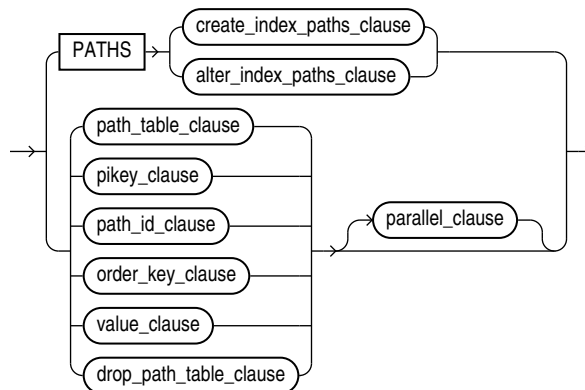 create_index_paths_clause
PATHS
alter_index_paths_clause
path_table_clause
pikey_clause
path_id_clause
parallel_clause
order_key_clause
value_clause
drop_path_table_clause